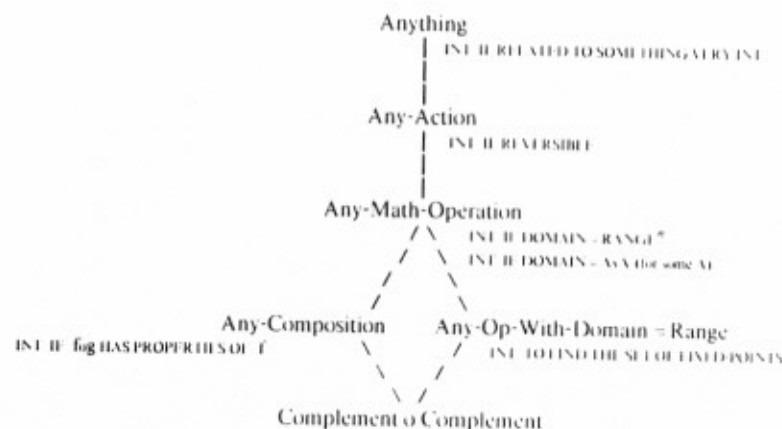 Anything
INT IF RELATED TO SOMETHING VERY INT
Any-Action
INT IF REVERSIBLE
Any-Math-Operation
INT IF DOMAIN = RANGE
INT IF DOMAIN = AxA (for some A)
Any-Composition Any-Op-With-Domain = Range
INT IF fog HAS PROPERTIES OF f INT TO FIND THE SET OF FIXED-POINTS
Complement o Complement